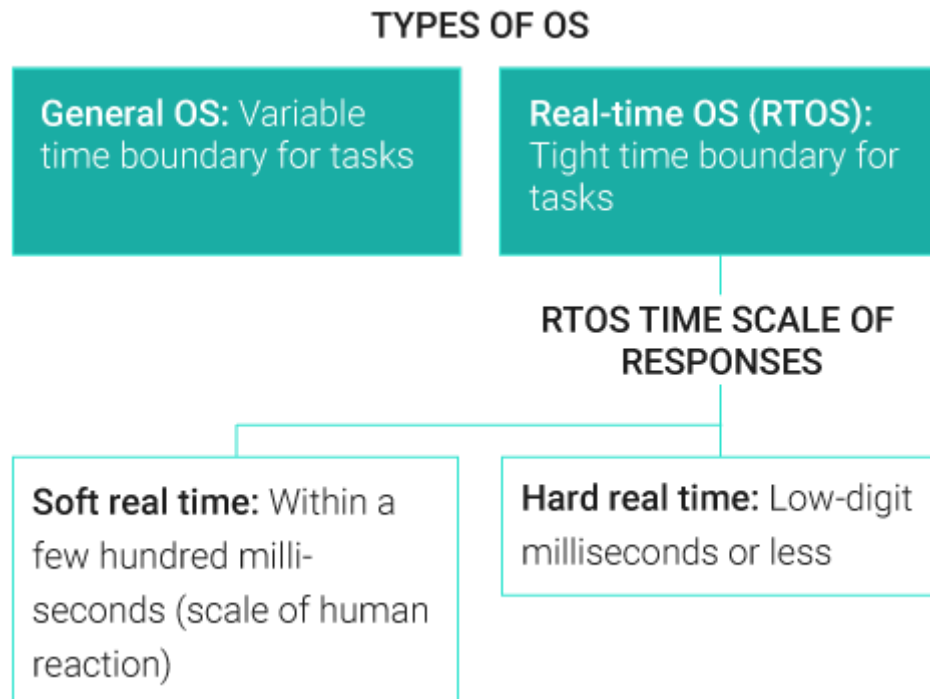 TYPES OF OS
General OS: Variable
time boundary for tasks
Real-time OS (RTOS):
Tight time boundary for
tasks
RTOS TIME SCALE OF
RESPONSES
Soft real time: Within a
few hundred milli-
seconds (scale of human
reaction)
Hard real time: Low-digit
milliseconds or less